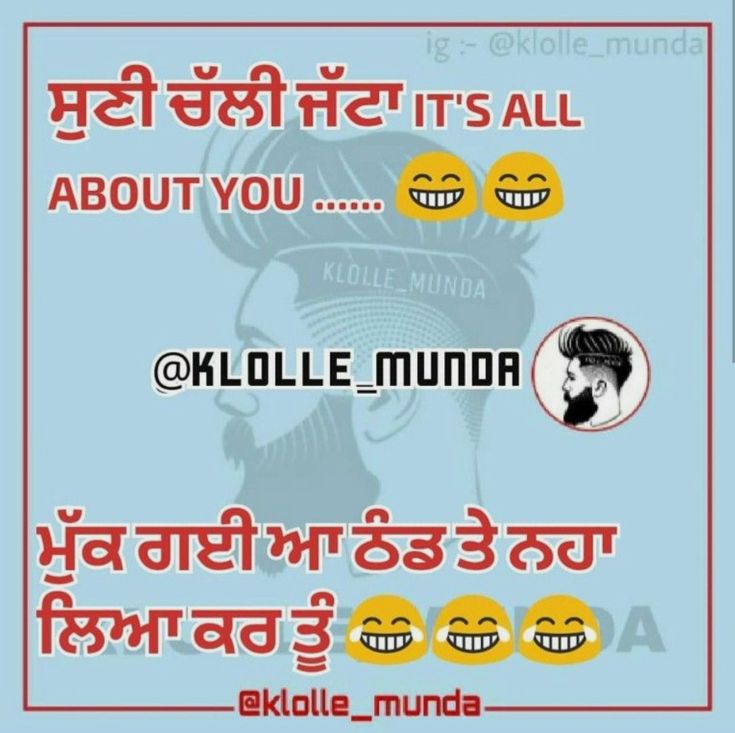 ig :- @klolle_munda
ਸੁਣੀ ਚੱਲੀ ਜੱਟਾ IT'S ALL
ABOUT YOU ...... 😁😁
KLOLLE_MUNDA
@KLOLLE_MUNDA
ਮੁੱਕ ਗਈ ਆ ਠੰਡ ਤੇ ਨਹਾ
ਲਿਆ ਕਰ ਤੂੰ 😂😂😂
@klolle_munda